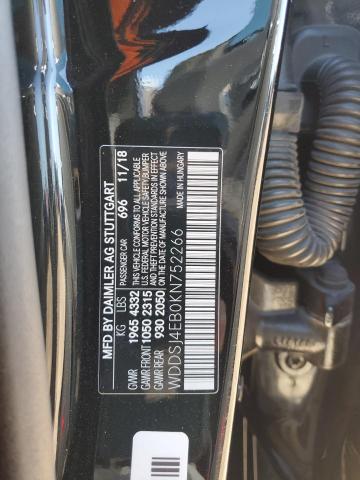 MFD BY DAIMLER AG STUTTGART
PASSENGER CAR 696 11/18
THIS VEHICLE CONFORMS TO ALL APPLICABLE
U.S. FEDERAL MOTOR VEHICLE SAFETY/BUMPER
AND THEFT PREVENTION STANDARDS IN EFFECT
ON THE DATE OF MANUFACTURE SHOWN ABOVE
KG LBS
GVWR 1965 4332
GAWR FRONT 1050 2315
GAWR REAR 930 2050
MADE IN HUNGARY
WDDSJ4EB0KN752266